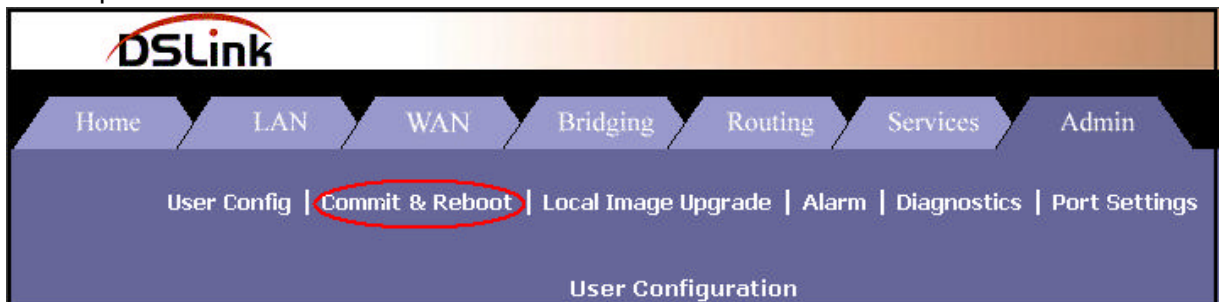 DSLink
Home LAN WAN Bridging Routing Services Admin
User Config | Commit & Reboot | Local Image Upgrade | Alarm | Diagnostics | Port Settings
User Configuration